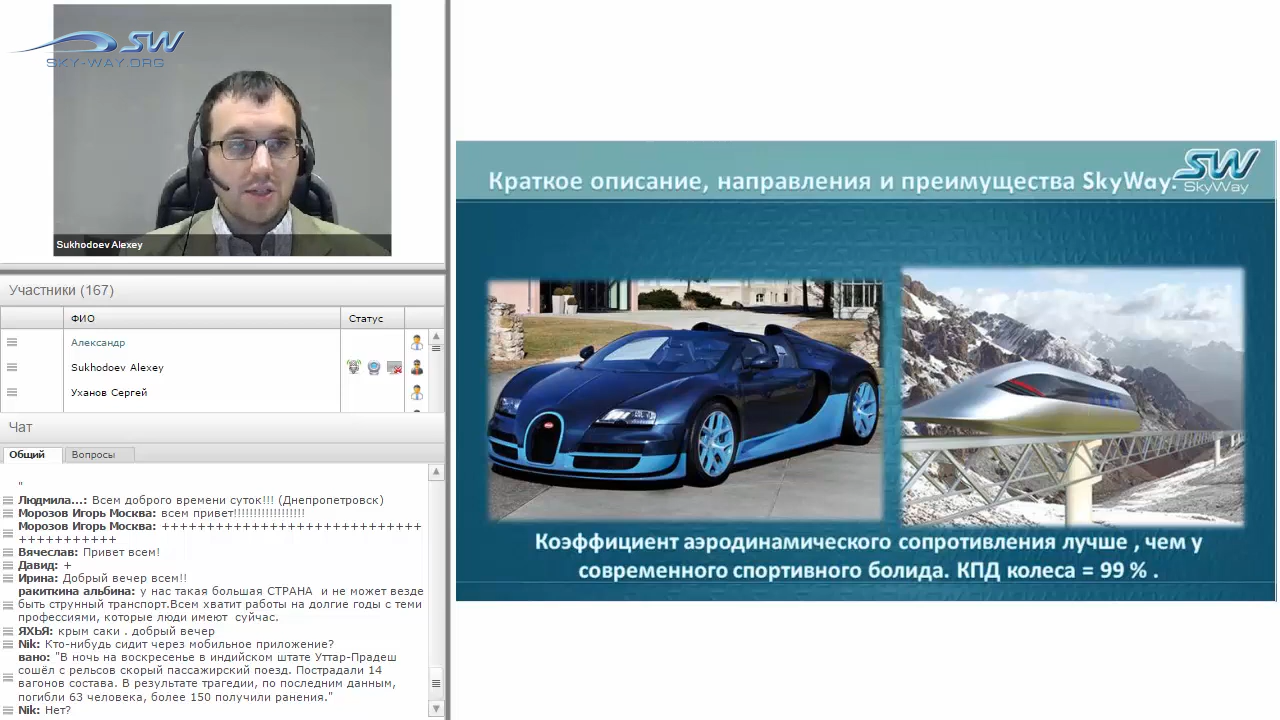 SW
SKY-WAY.ORG
Sukhodoev Alexey
Участники (167)
ФИО
Статус
Александр
Sukhodoev Alexey
Уханов Сергей
Чат
Общий
Вопросы
"
Людмила...: Всем доброго времени суток!!! (Днепропетровск)
Морозов Игорь Москва: всем привет!!!!!!!!!!!!!!!!!!
Морозов Игорь Москва: +++++++++++++++++++++++++++++
+++++++++++
Вячеслав: Привет всем!
Давид: +
Ирина: Добрый вечер всем!!
ракиткина альбина: у нас такая большая СТРАНА и не может везде
быть струнный транспорт.Всем хватит работы на долгие годы с теми
профессиями, которые люди имеют суйчас.
ЯХЬЯ: крым саки . добрый вечер
Nik: Кто-нибудь сидит через мобильное приложение?
вано: "В ночь на воскресенье в индийском штате Уттар-Прадеш
сошёл с рельсов скорый пассажирский поезд. Пострадали 14
вагонов состава. В результате трагедии, по последним данным,
погибли 63 человека, более 150 получили ранения."
Nik: Нет?
Краткое описание, направления и преимущества SkyWay.
SW
SkyWay
Коэффициент аэродинамического сопротивления лучше , чем у
современного спортивного болида. КПД колеса = 99 % .